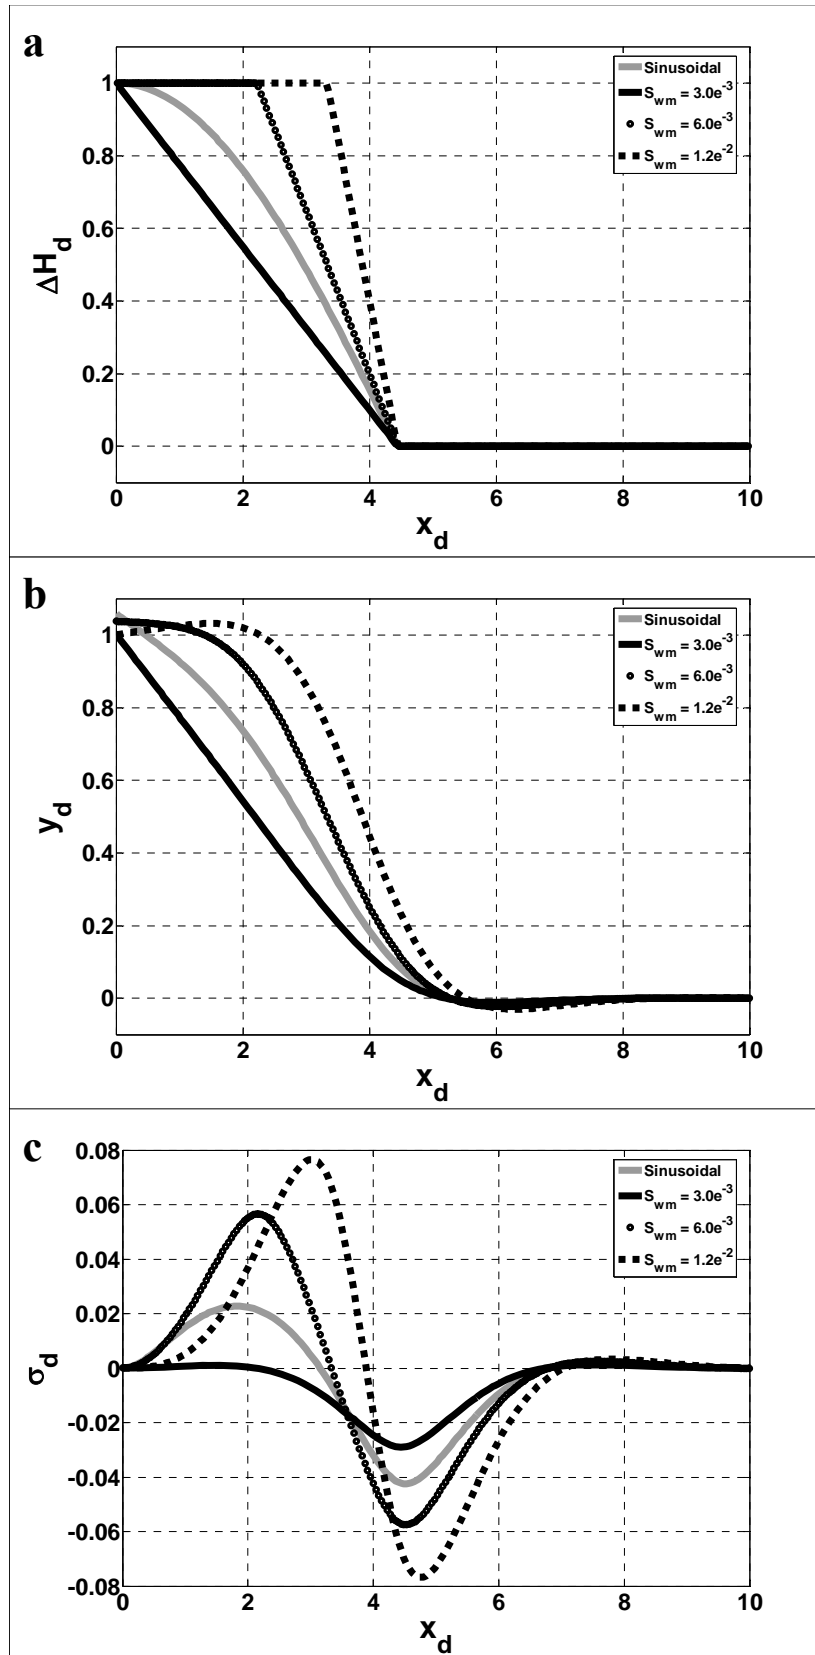 a
1
0.8
0.6
0.4
0.2
0
ΔH_d
0 2 4 6 8 10
x_d
Sinusoidal
S_wm = 3.0e^-3
S_wm = 6.0e^-3
S_wm = 1.2e^-2
b
1
0.8
0.6
0.4
0.2
0
y_d
0 2 4 6 8 10
x_d
Sinusoidal
S_wm = 3.0e^-3
S_wm = 6.0e^-3
S_wm = 1.2e^-2
c
0.08
0.06
0.04
0.02
0
-0.02
-0.04
-0.06
-0.08
σ_d
0 2 4 6 8 10
x_d
Sinusoidal
S_wm = 3.0e^-3
S_wm = 6.0e^-3
S_wm = 1.2e^-2